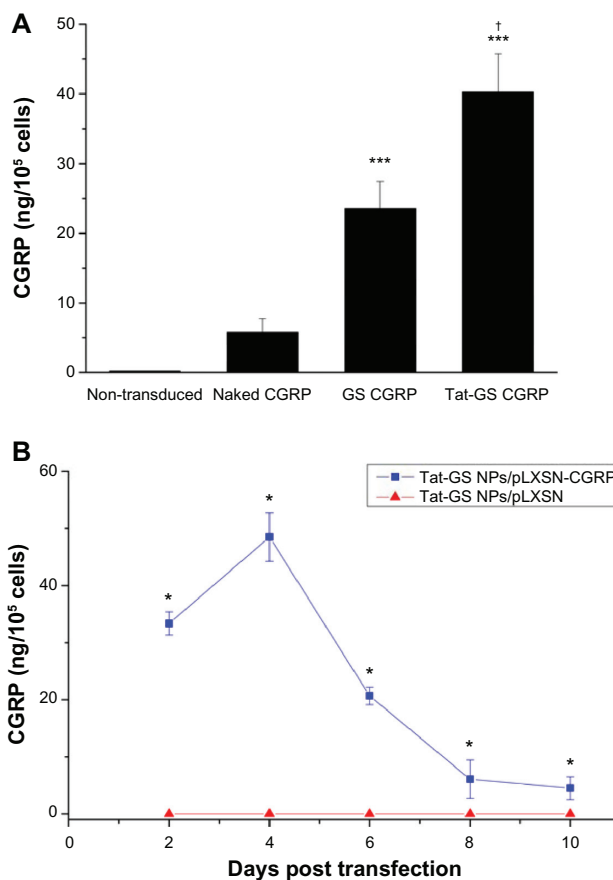 A
CGRP (ng/10⁵ cells)
50
40
30
20
10
0
***
†
***
Non-transduced Naked CGRP GS CGRP Tat-GS CGRP
B
CGRP (ng/10⁵ cells)
60
40
20
0
Tat-GS NPs/pLXSN-CGRP
Tat-GS NPs/pLXSN
*
*
*
*
*
0 2 4 6 8 10
Days post transfection